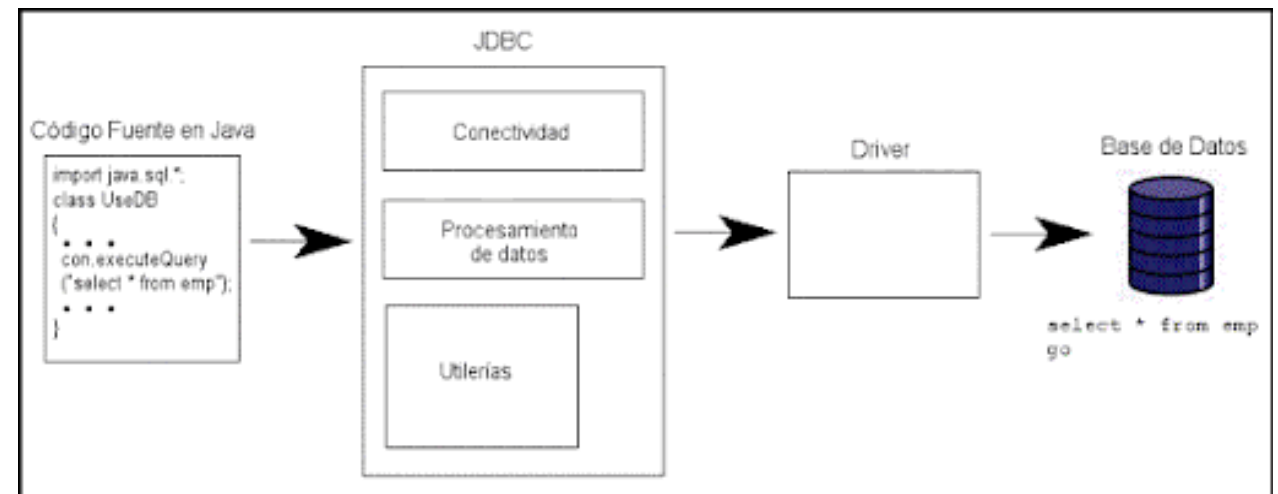 JDBC
Código Fuente en Java
import java.sql.*;
class UseDB
{
. . .
con.executeQuery
("select * from emp");
. . .
}
Conectividad
Procesamiento
de datos
Utilerías
Driver
Base de Datos
select * from emp
go